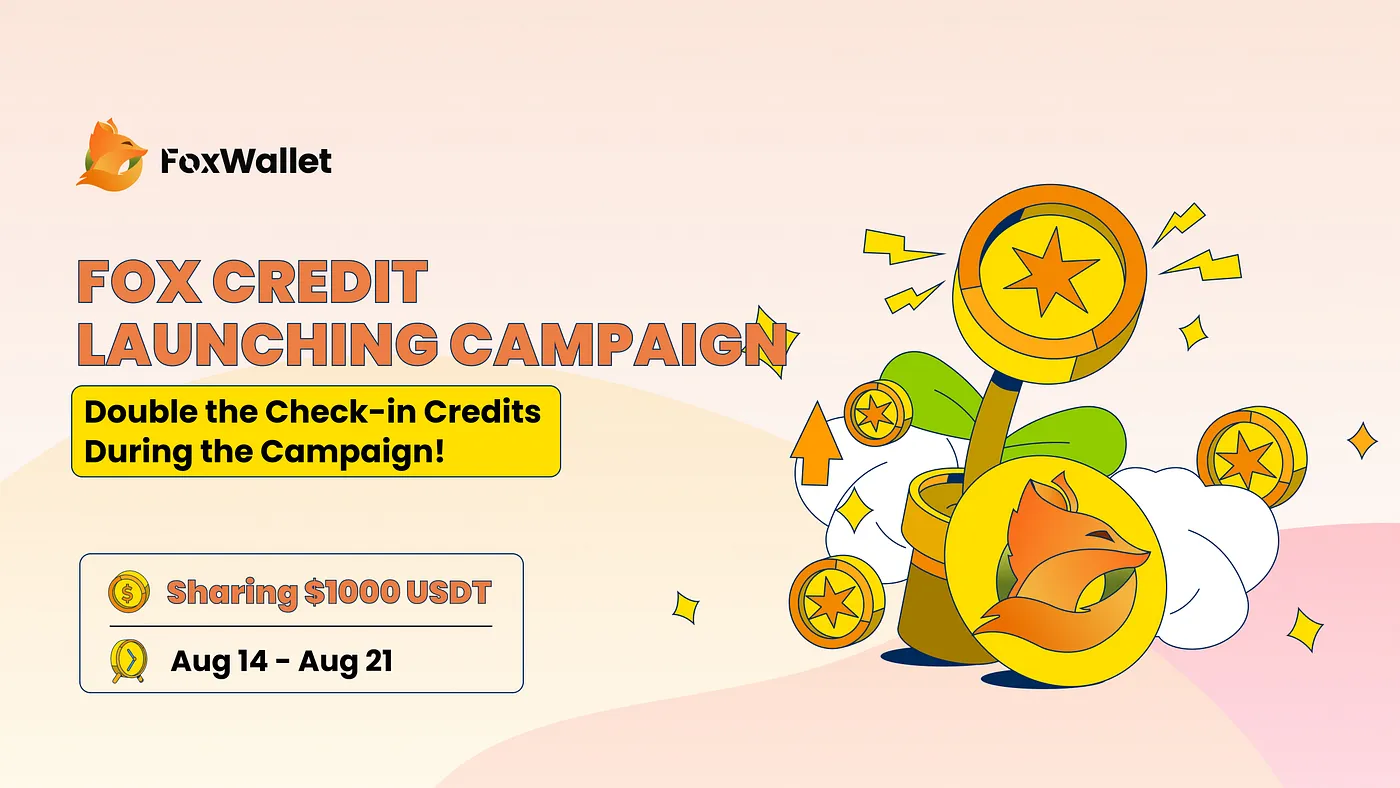 FoxWallet
FOX CREDIT
LAUNCHING CAMPAIGN
Double the Check-in Credits
During the Campaign!
Sharing $1000 USDT
Aug 14 - Aug 21